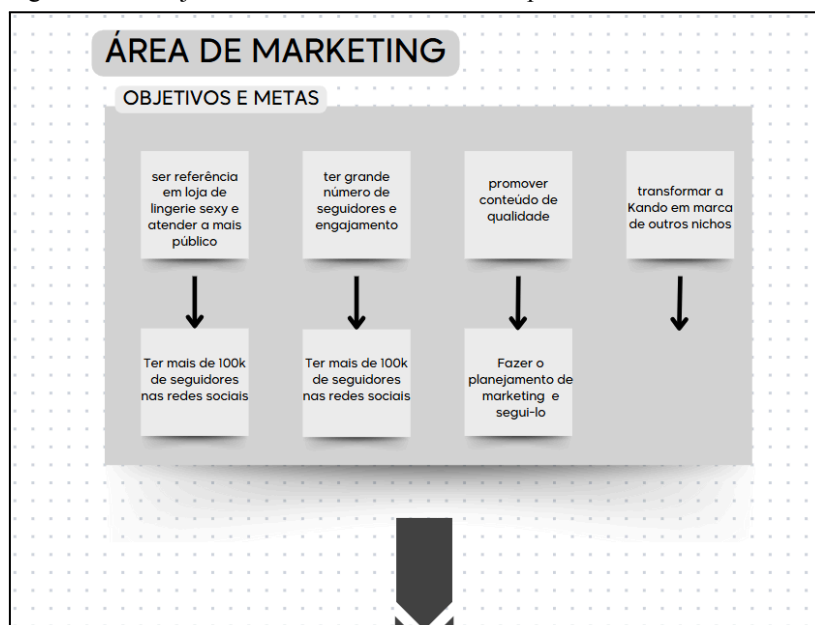 ÁREA DE MARKETING
OBJETIVOS E METAS
ser referência
em loja de
lingerie sexy e
atender a mais
público
ter grande
número de
seguidores e
engajamento
promover
conteúdo de
qualidade
transformar a
Kando em marca
de outros nichos
Ter mais de 100k
de seguidores
nas redes sociais
Ter mais de 100k
de seguidores
nas redes sociais
Fazer o
planejamento de
marketing e
segui-lo